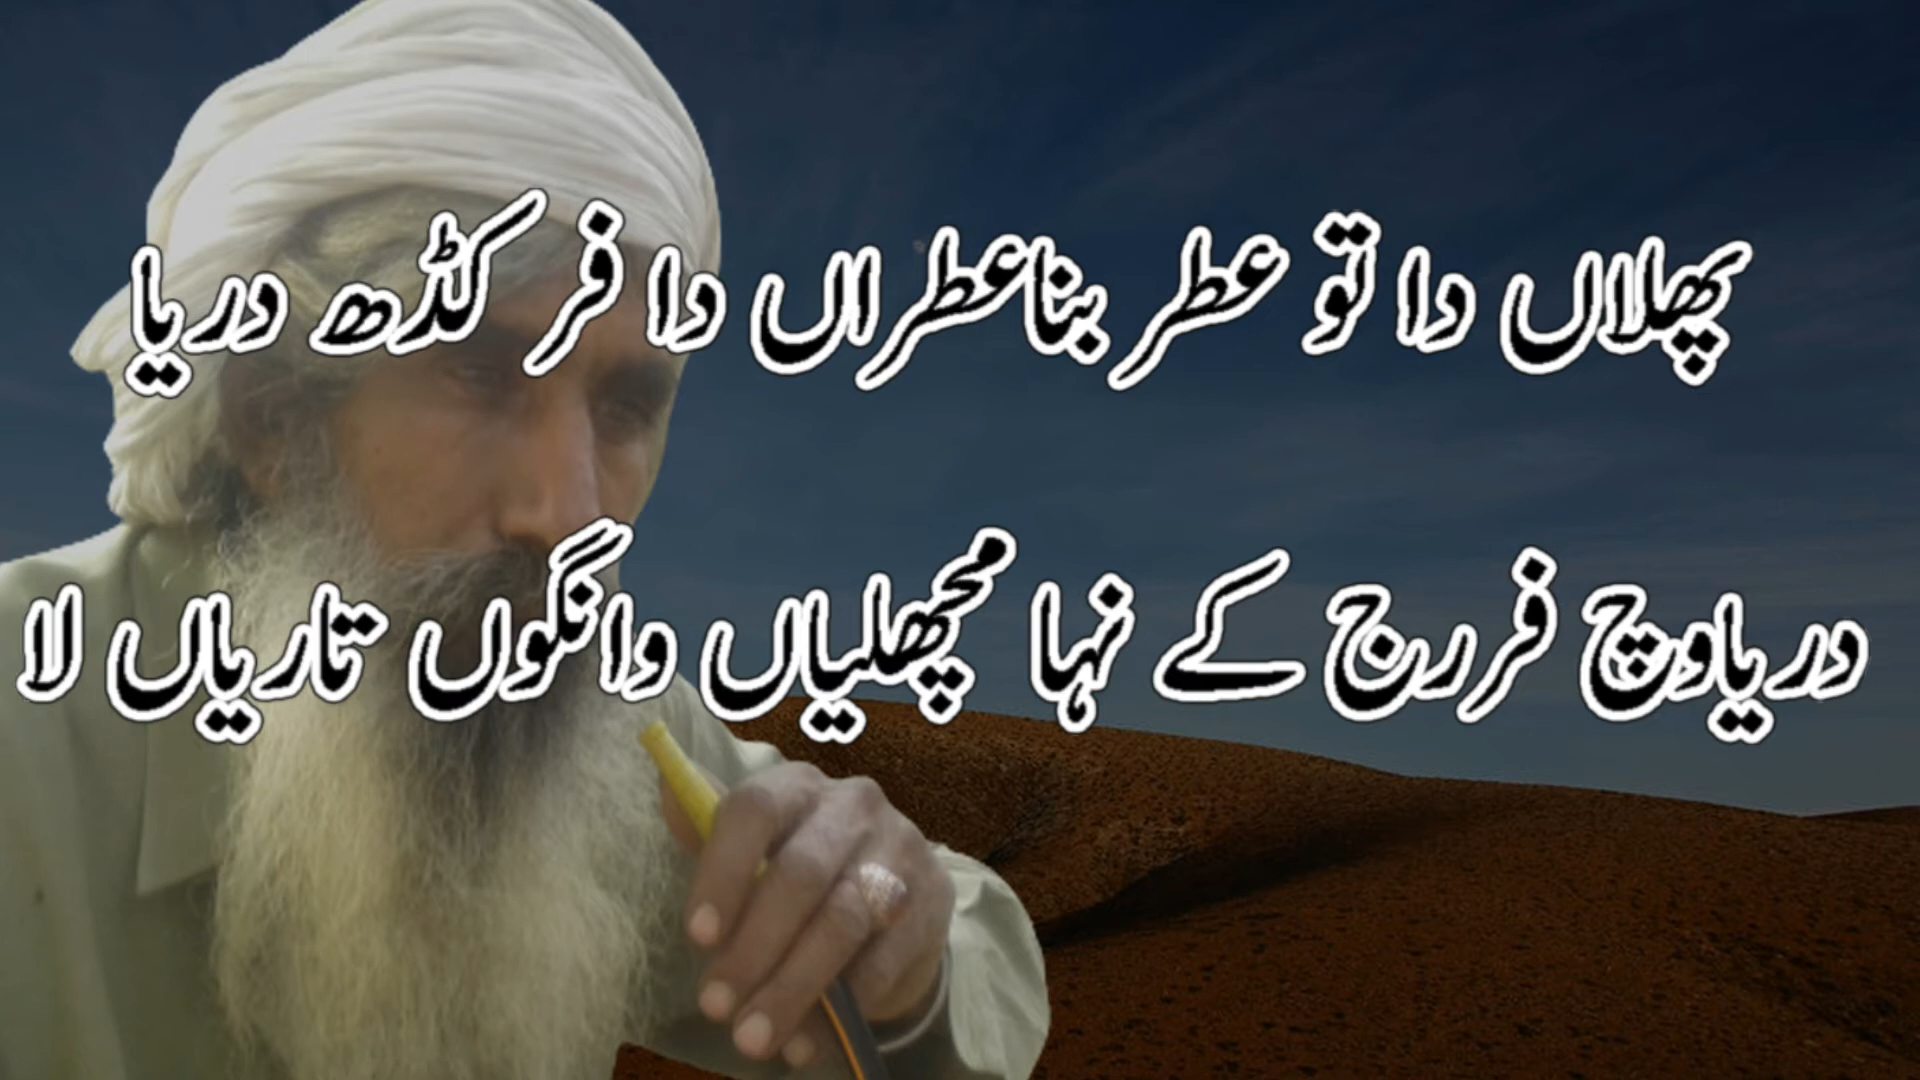 پھلاں دا تو عطر بنا عطراں دا فر کڈھ دریا
دریا وچ فر رج کے نہا مچھلیاں وانگوں تاریاں لا